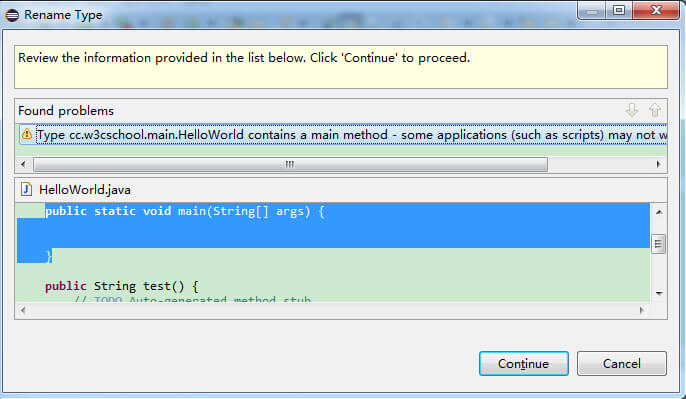 Rename Type
Review the information provided in the list below. Click 'Continue' to proceed.
Found problems
Type cc.w3cschool.main.HelloWorld contains a main method - some applications (such as scripts) may not w
HelloWorld.java
public static void main(String[] args) {
}
public String test() {
// TODO Auto-generated method stub
Continue
Cancel